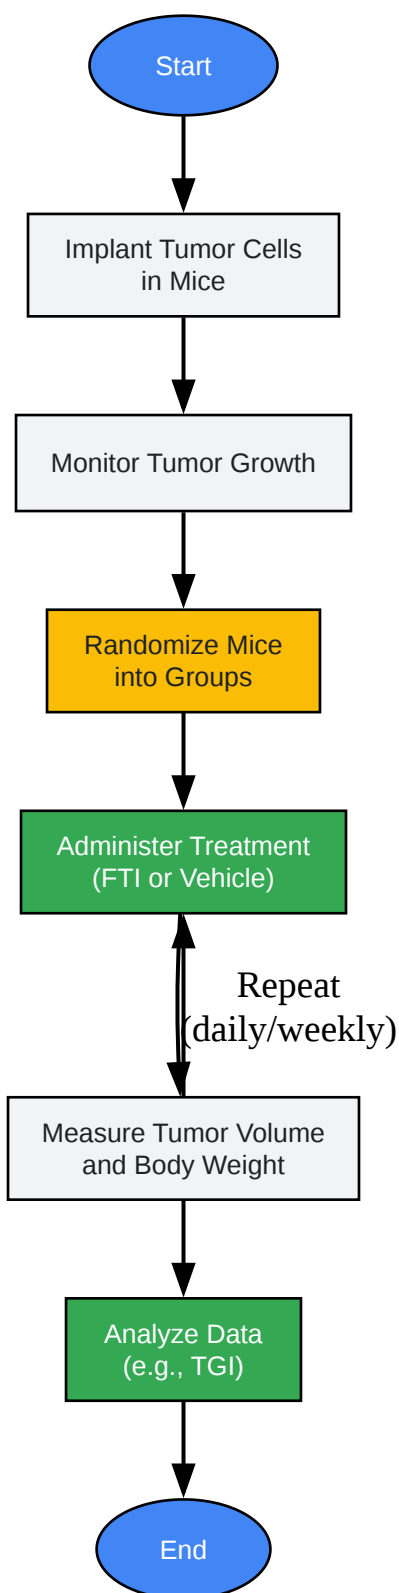 Start
Implant Tumor Cells
in Mice
Monitor Tumor Growth
Randomize Mice
into Groups
Administer Treatment
(FTI or Vehicle)
Repeat
(daily/weekly)
Measure Tumor Volume
and Body Weight
Analyze Data
(e.g., TGI)
End